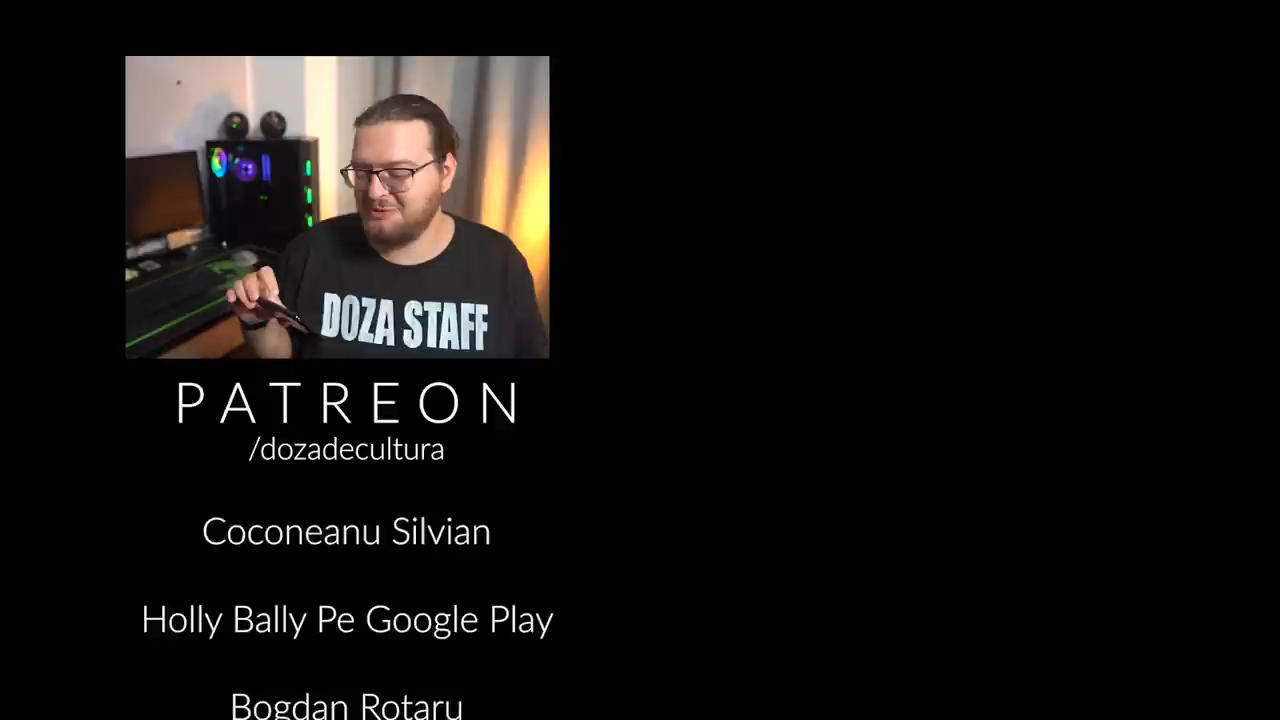 DOZA STAFF
PATREON
/dozadecultura
Coconeanu Silvian
Holly Bally Pe Google Play
Bogdan Rotaru